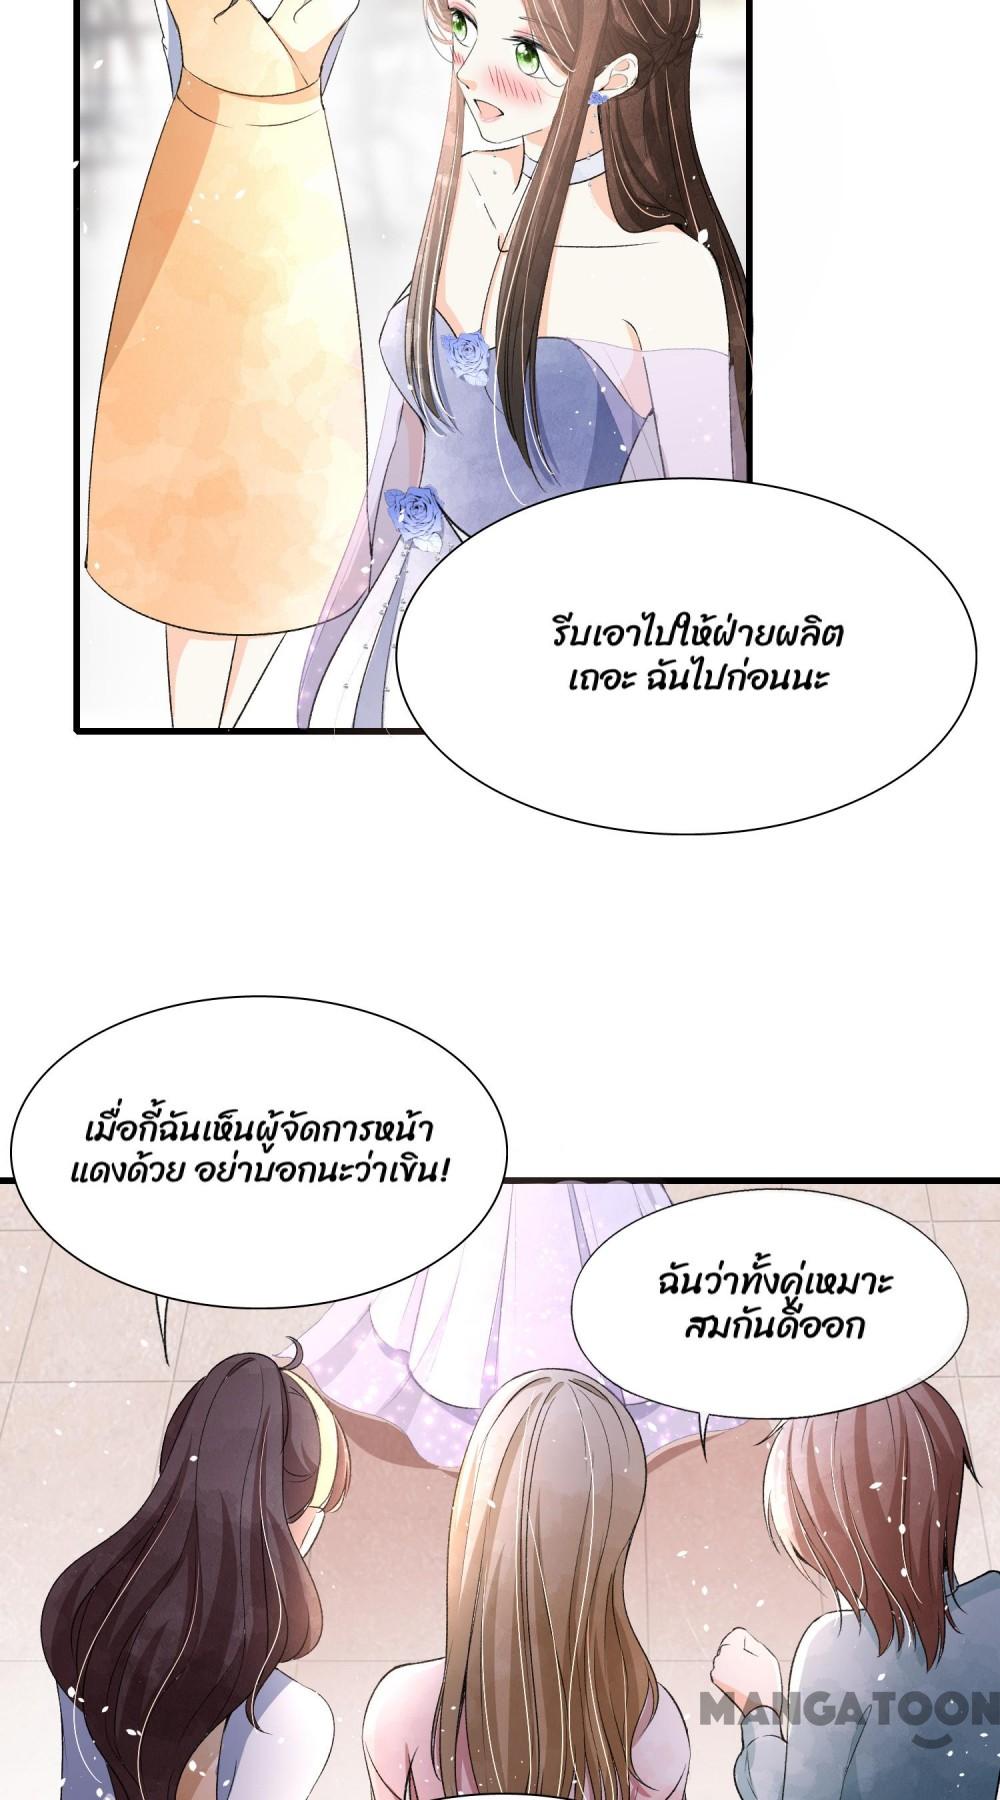 รีบเอาไปให้ฝ่ายผลิต
เถอะ ฉันไปก่อนนะ
เมื่อกี้ฉันเห็นผู้จัดการหน้า
แดงด้วย อย่าบอกนะว่าเขิน!
ฉันว่าทั้งคู่เหมาะ
สมกันดีออก
MANGATOON